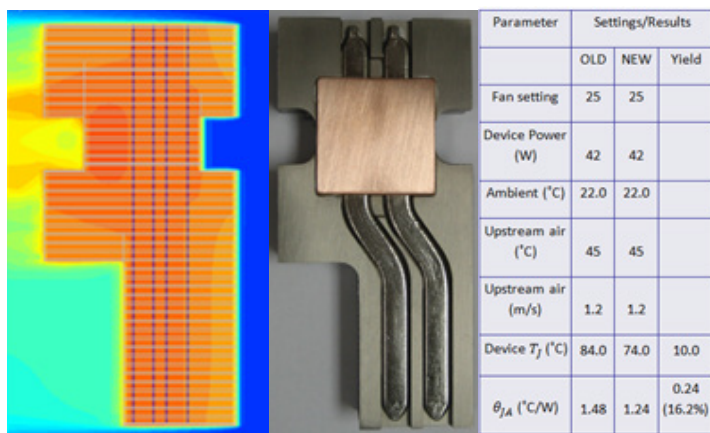 Parameter Settings/Results
OLD NEW Yield
Fan setting 25 25
Device Power
(W) 42 42
Ambient (˚C) 22.0 22.0
Upstream air
(˚C) 45 45
Upstream air
(m/s) 1.2 1.2
Device TJ (˚C) 84.0 74.0 10.0
θJA (˚C/W) 1.48 1.24 0.24
(16.2%)